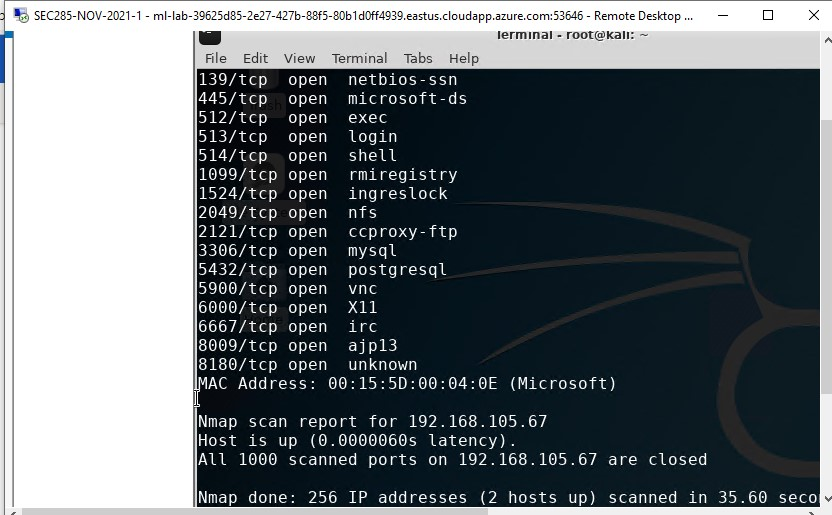 SEC285-NOV-2021-1 - ml-lab-39625d85-2e27-427b-88f5-80b1d0ff4939.eastus.cloudapp.azure.com:53646 - Remote Desktop ...
Terminal - root@kali: ~
File Edit View Terminal Tabs Help
139/tcp open netbios-ssn
445/tcp open microsoft-ds
512/tcp open exec
513/tcp open login
514/tcp open shell
1099/tcp open rmiregistry
1524/tcp open ingreslock
2049/tcp open nfs
2121/tcp open ccproxy-ftp
3306/tcp open mysql
5432/tcp open postgresql
5900/tcp open vnc
6000/tcp open X11
6667/tcp open irc
8009/tcp open ajp13
8180/tcp open unknown
MAC Address: 00:15:5D:00:04:0E (Microsoft)
Nmap scan report for 192.168.105.67
Host is up (0.0000060s latency).
All 1000 scanned ports on 192.168.105.67 are closed
Nmap done: 256 IP addresses (2 hosts up) scanned in 35.60 seco